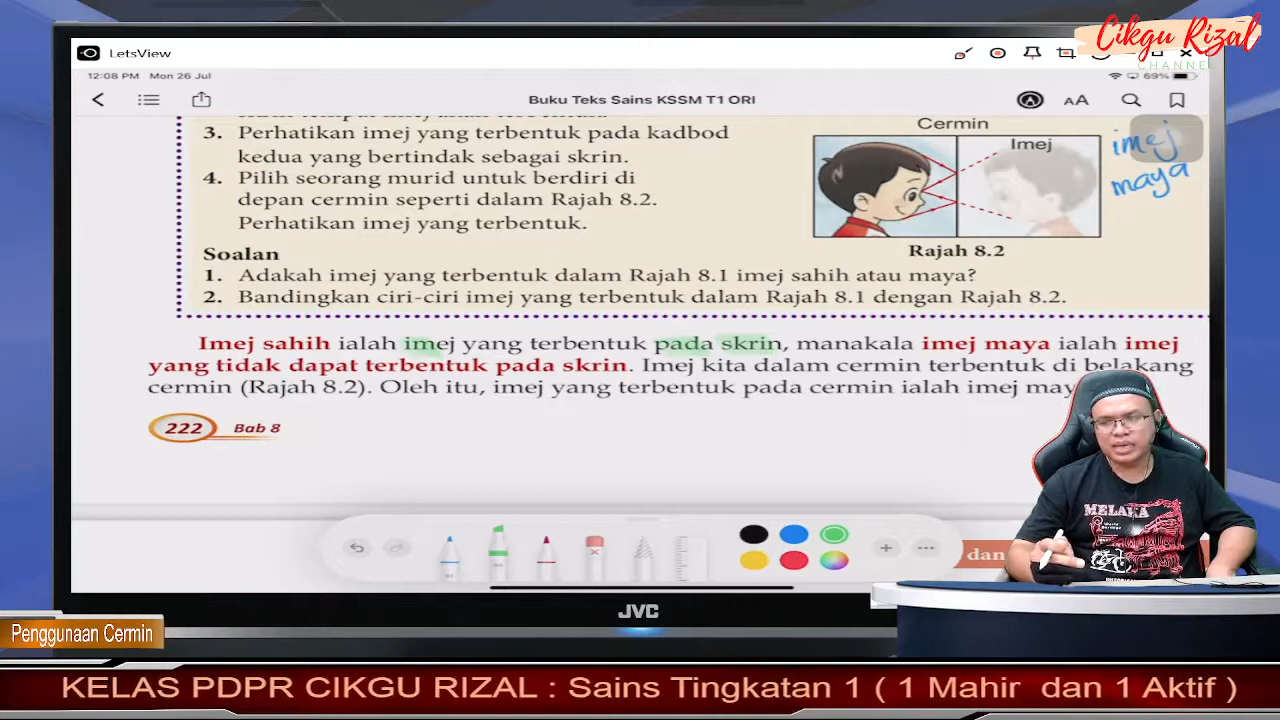 Cikgu Rizal
CHANNEL
LetsView
12:08 PM Mon 26 Jul
69%
Buku Teks Sains KSSM T1 ORI
AA
3. Perhatikan imej yang terbentuk pada kadbod
kedua yang bertindak sebagai skrin.
4. Pilih seorang murid untuk berdiri di
depan cermin seperti dalam Rajah 8.2.
Perhatikan imej yang terbentuk.
Cermin
Imej
imej
maya
Rajah 8.2
Soalan
1. Adakah imej yang terbentuk dalam Rajah 8.1 imej sahih atau maya?
2. Bandingkan ciri-ciri imej yang terbentuk dalam Rajah 8.1 dengan Rajah 8.2.
Imej sahih ialah imej yang terbentuk pada skrin, manakala imej maya ialah imej
yang tidak dapat terbentuk pada skrin. Imej kita dalam cermin terbentuk di belakang
cermin (Rajah 8.2). Oleh itu, imej yang terbentuk pada cermin ialah imej may
222 Bab 8
dan
MELAKA
JVC
Penggunaan Cermin
KELAS PDPR CIKGU RIZAL : Sains Tingkatan 1 ( 1 Mahir dan 1 Aktif )